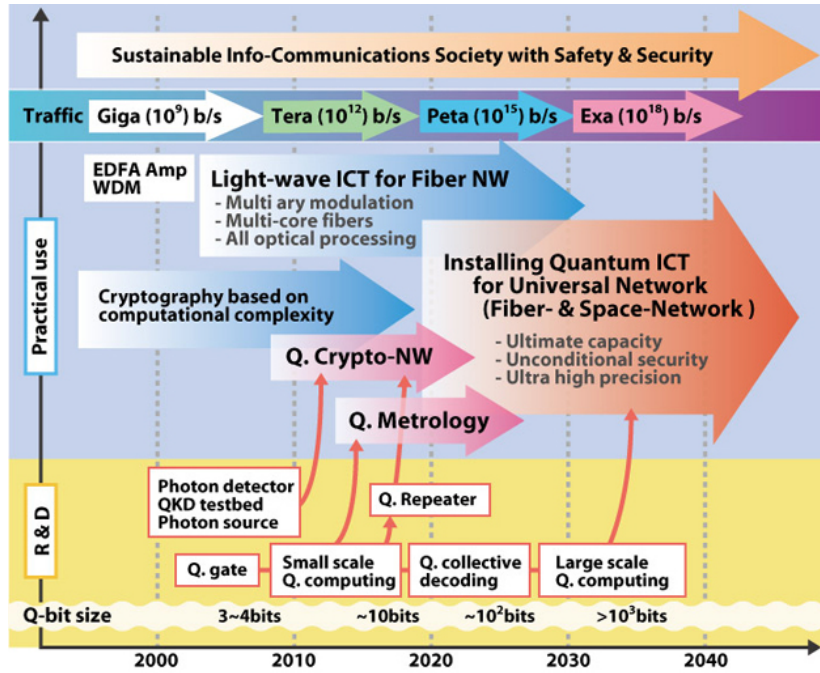 Sustainable Info-Communications Society with Safety & Security
Traffic
Giga (10⁹) b/s
Tera (10¹²) b/s
Peta (10¹⁵) b/s
Exa (10¹⁸) b/s
EDFA Amp
WDM
Light-wave ICT for Fiber NW
- Multi ary modulation
- Multi-core fibers
- All optical processing
Practical use
Installing Quantum ICT
for Universal Network
(Fiber- & Space-Network )
- Ultimate capacity
- Unconditional security
- Ultra high precision
Cryptography based on
computational complexity
Q. Crypto-NW
Q. Metrology
R & D
Photon detector
QKD testbed
Photon source
Q. Repeater
Q. gate
Small scale
Q. computing
Q. collective
decoding
Large scale
Q. computing
Q-bit size
3~4bits
~10bits
~10²bits
>10³bits
2000
2010
2020
2030
2040